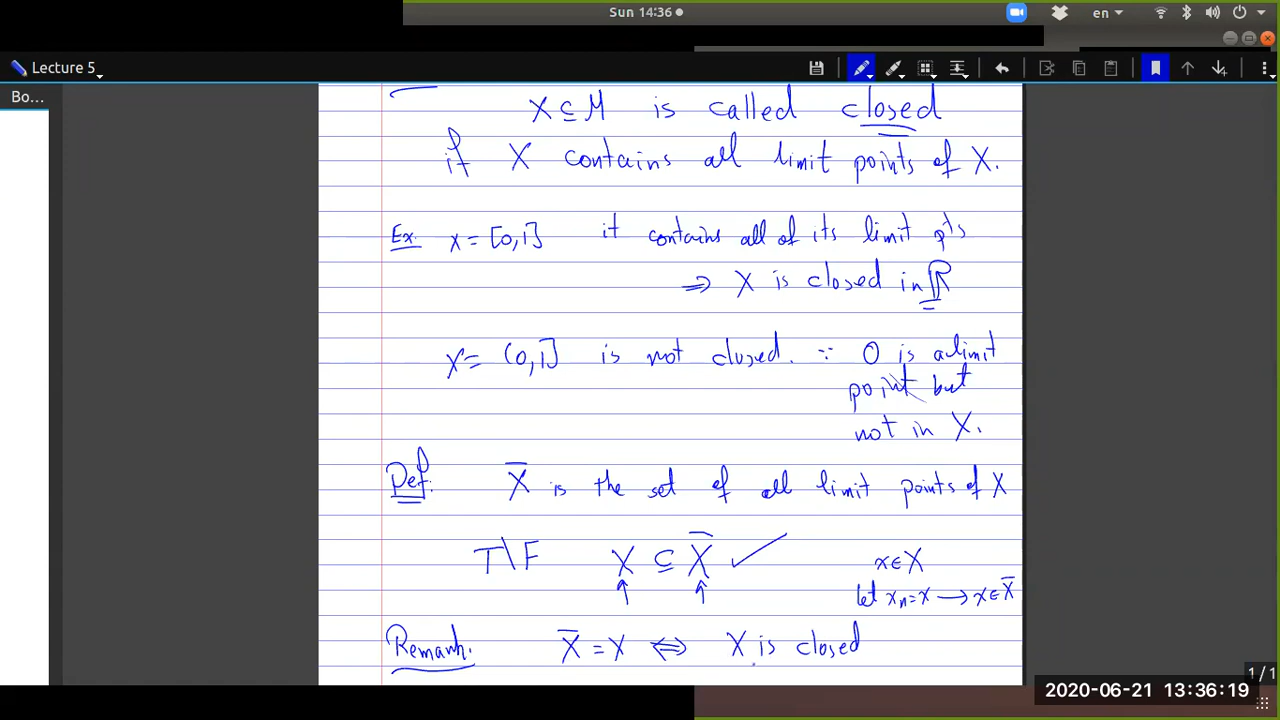 Sun 14:36
en
Lecture 5
Bo...
X ⊆ M is called closed
if X contains all limit points of X.
Ex. X = [0,1] it contains all of its limit pts
⇒ X is closed in ℝ
X = (0,1] is not closed. ∵ 0 is a limit
point but
not in X.
Def: X̄ is the set of all limit points of X
T\F X ⊆ X̄ ✓ x ∈ X
let xₙ = x → x ∈ X̄
Remark. X̄ = X ⇔ X is closed
1/1
2020-06-21 13:36:19